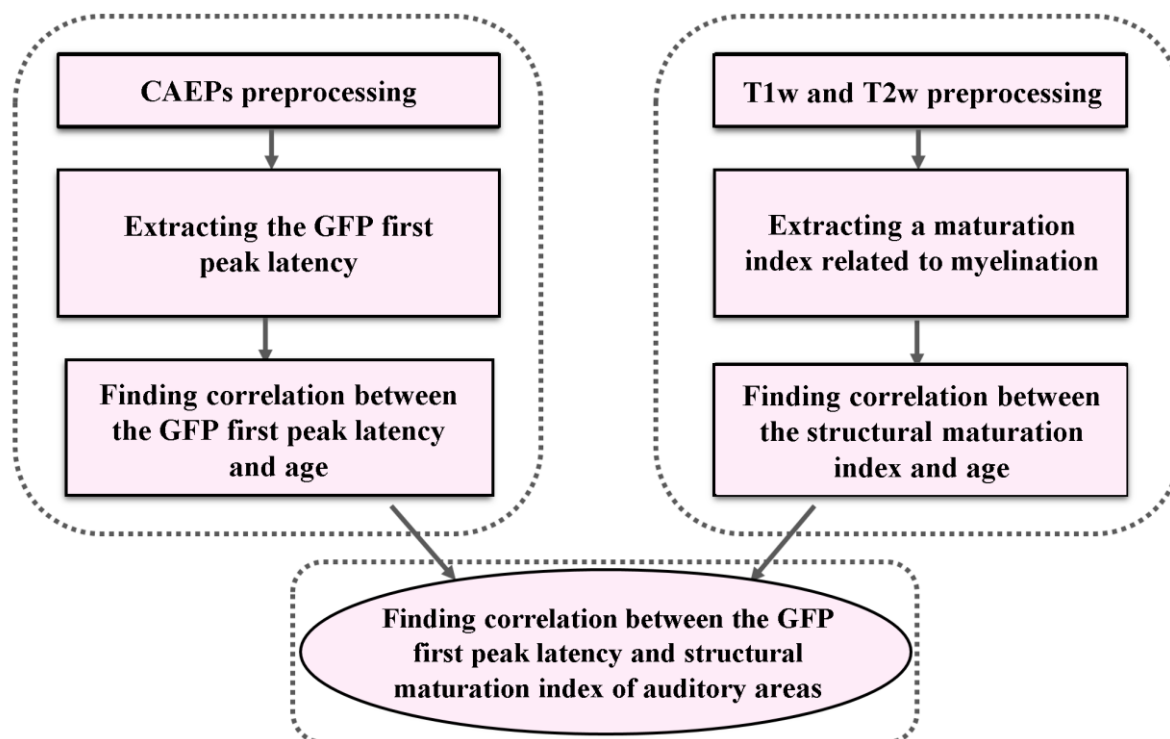 CAEPs preprocessing
Extracting the GFP first
peak latency
Finding correlation between
the GFP first peak latency
and age
T1w and T2w preprocessing
Extracting a maturation
index related to myelination
Finding correlation between
the structural maturation
index and age
Finding correlation between the GFP
first peak latency and structural
maturation index of auditory areas